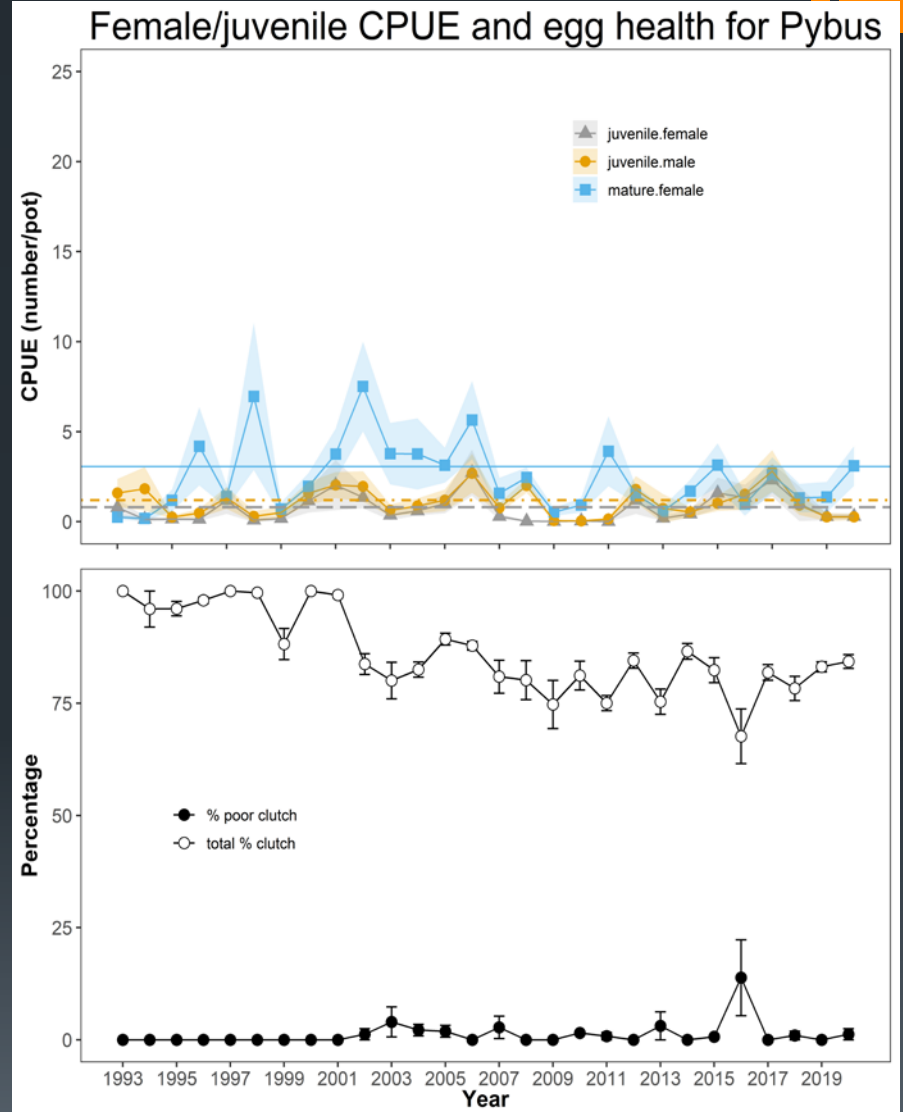 Female/juvenile CPUE and egg health for Pybus
25
20
15
10
5
0
CPUE (number/pot)
juvenile.female
juvenile.male
mature.female
100
75
50
25
0
Percentage
% poor clutch
total % clutch
1993 1995 1997 1999 2001 2003 2005 2007 2009 2011 2013 2015 2017 2019
Year